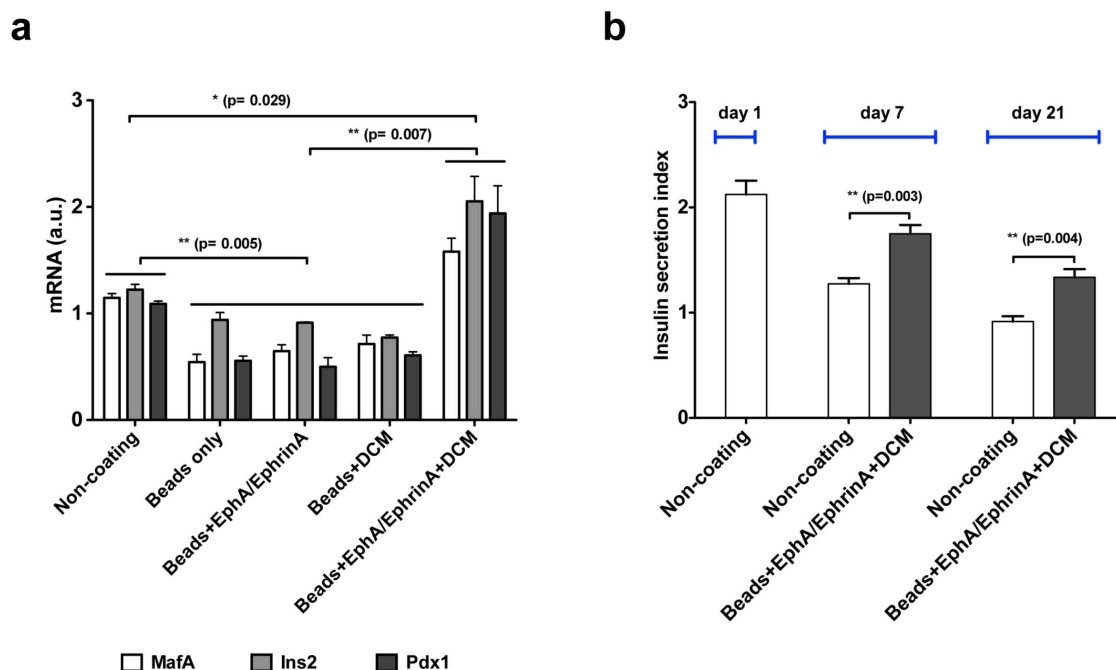 a
3
2
1
0
mRNA (a.u.)
* (p= 0.029)
** (p= 0.007)
** (p= 0.005)
Non-coating
Beads only
Beads+EphA/EphrinA
Beads+DCM
Beads+EphA/EphrinA+DCM
MafA Ins2 Pdx1
b
3
2
1
0
Insulin secretion index
day 1 day 7 day 21
** (p=0.003)
** (p=0.004)
Non-coating
Non-coating
Beads+EphA/EphrinA+DCM
Non-coating
Beads+EphA/EphrinA+DCM